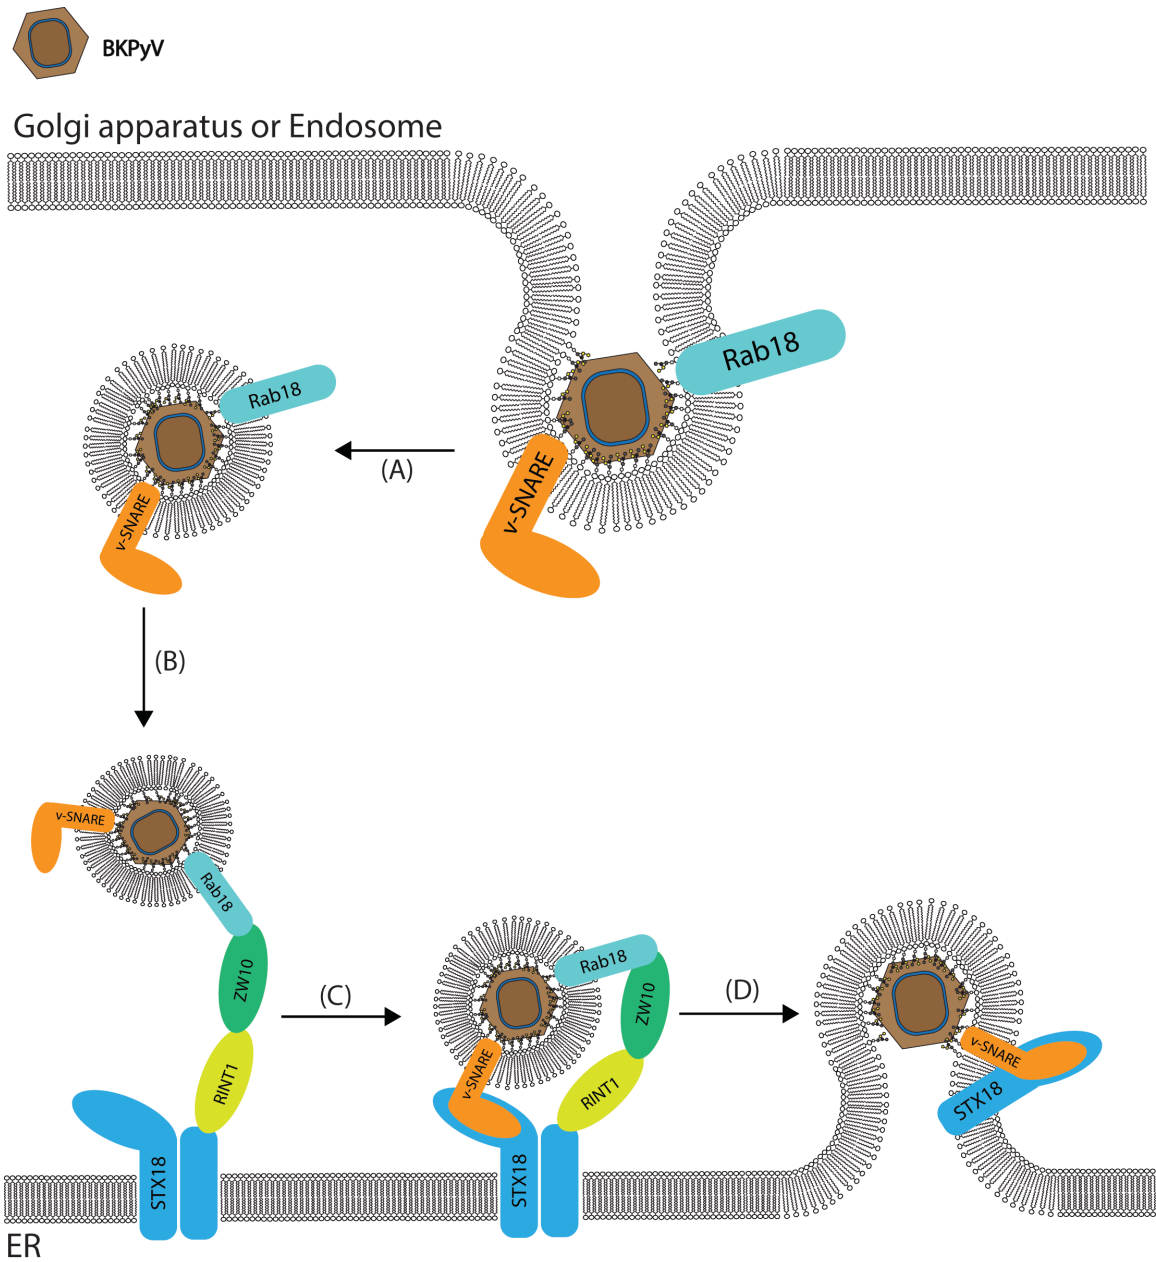 BKPyV
Golgi apparatus or Endosome
Rab18
Rab18
(A)
v-SNARE
v-SNARE
(B)
v-SNARE
Rab18
ZW10
(C)
Rab18
ZW10
(D)
RINT1
v-SNARE
RINT1
v-SNARE
STX18
STX18
STX18
ER